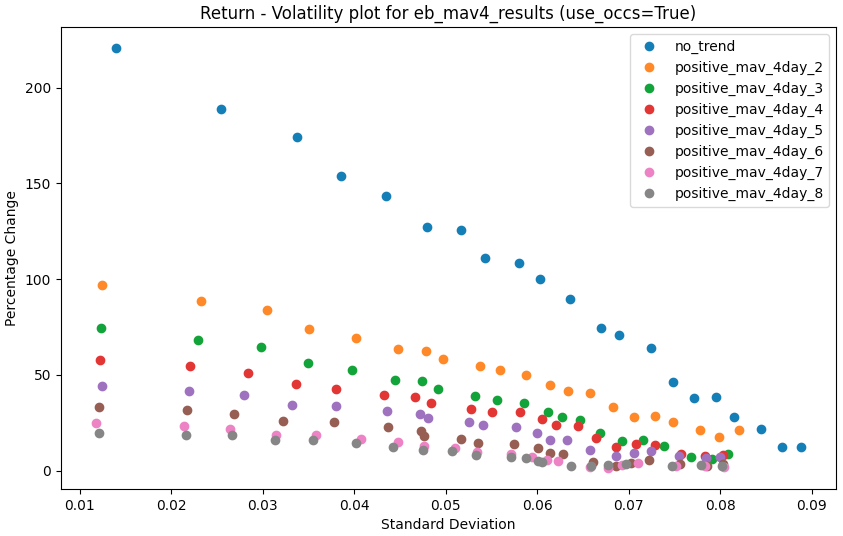 Return - Volatility plot for eb_mav4_results (use_occs=True)
no_trend
positive_mav_4day_2
positive_mav_4day_3
positive_mav_4day_4
positive_mav_4day_5
positive_mav_4day_6
positive_mav_4day_7
positive_mav_4day_8
Percentage Change
200
150
100
50
0
0.01 0.02 0.03 0.04 0.05 0.06 0.07 0.08 0.09
Standard Deviation